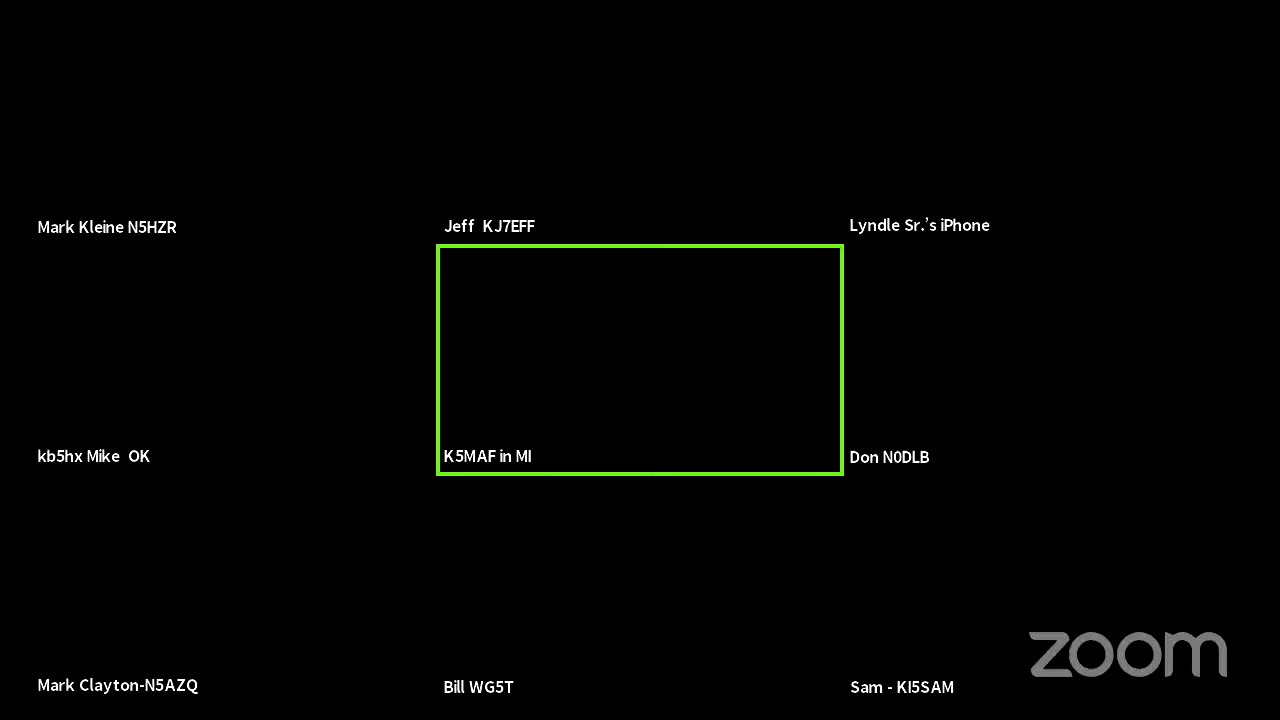 Mark Kleine N5HZR
Jeff  KJ7EFF
Lyndle Sr.’s iPhone
kb5hx Mike  OK
K5MAF in MI
Don N0DLB
Mark Clayton-N5AZQ
Bill WG5T
Sam - KI5SAM
zoom